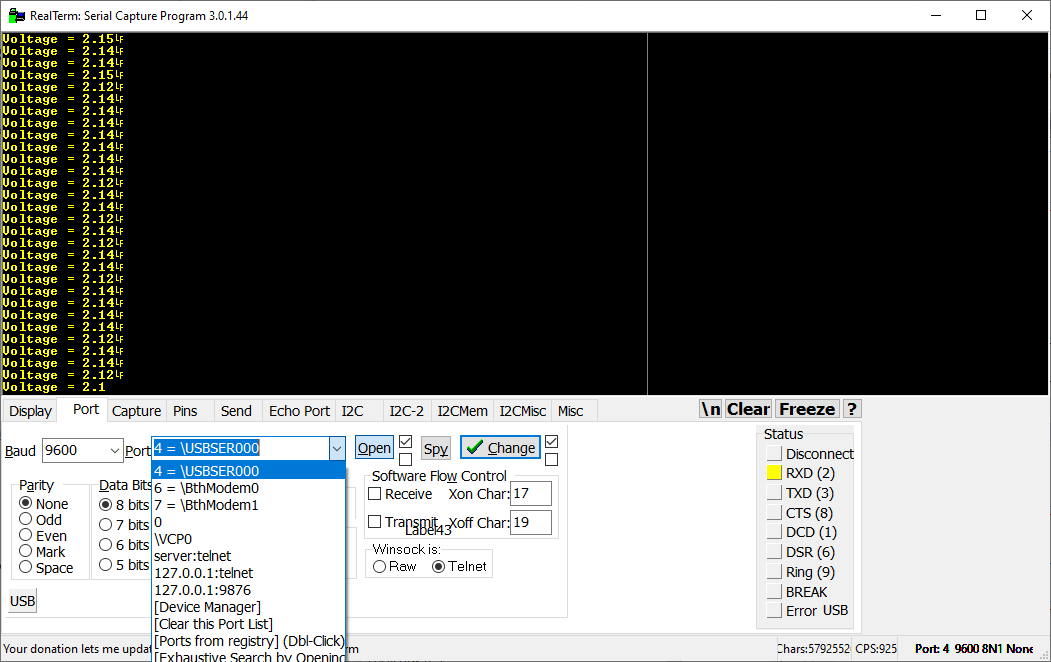 RealTerm: Serial Capture Program 3.0.1.44
Voltage = 2.15LF
Voltage = 2.14LF
Voltage = 2.14LF
Voltage = 2.15LF
Voltage = 2.12LF
Voltage = 2.14LF
Voltage = 2.14LF
Voltage = 2.14LF
Voltage = 2.14LF
Voltage = 2.14LF
Voltage = 2.14LF
Voltage = 2.14LF
Voltage = 2.12LF
Voltage = 2.14LF
Voltage = 2.14LF
Voltage = 2.12LF
Voltage = 2.14LF
Voltage = 2.12LF
Voltage = 2.14LF
Voltage = 2.14LF
Voltage = 2.12LF
Voltage = 2.14LF
Voltage = 2.14LF
Voltage = 2.14LF
Voltage = 2.14LF
Voltage = 2.12LF
Voltage = 2.14LF
Voltage = 2.14LF
Voltage = 2.12LF
Voltage = 2.1
Display Port Capture Pins Send Echo Port I2C I2C-2 I2CMem I2CMisc Misc \n Clear Freeze ?
Baud 9600 Port 4 = \USBSER000 Open Spy Change
4 = \USBSER000
6 = \BthModem0
7 = \BthModem1
0
\VCP0
server:telnet
127.0.0.1:telnet
127.0.0.1:9876
[Device Manager]
[Clear this Port List]
[Ports from registry] (Dbl-Click)
[Exhaustive Search by Opening
Parity
None
Odd
Even
Mark
Space
Data Bits
8 bits
7 bits
6 bits
5 bits
Software Flow Control
Receive Xon Char: 17
Transmit Xoff Char: 19
Label43
Winsock is:
Raw Telnet
USB
Status
Disconnect
RXD (2)
TXD (3)
CTS (8)
DCD (1)
DSR (6)
Ring (9)
BREAK
Error USB
Your donation lets me updat rm Chars:5792552 CPS:925 Port: 4 9600 8N1 None